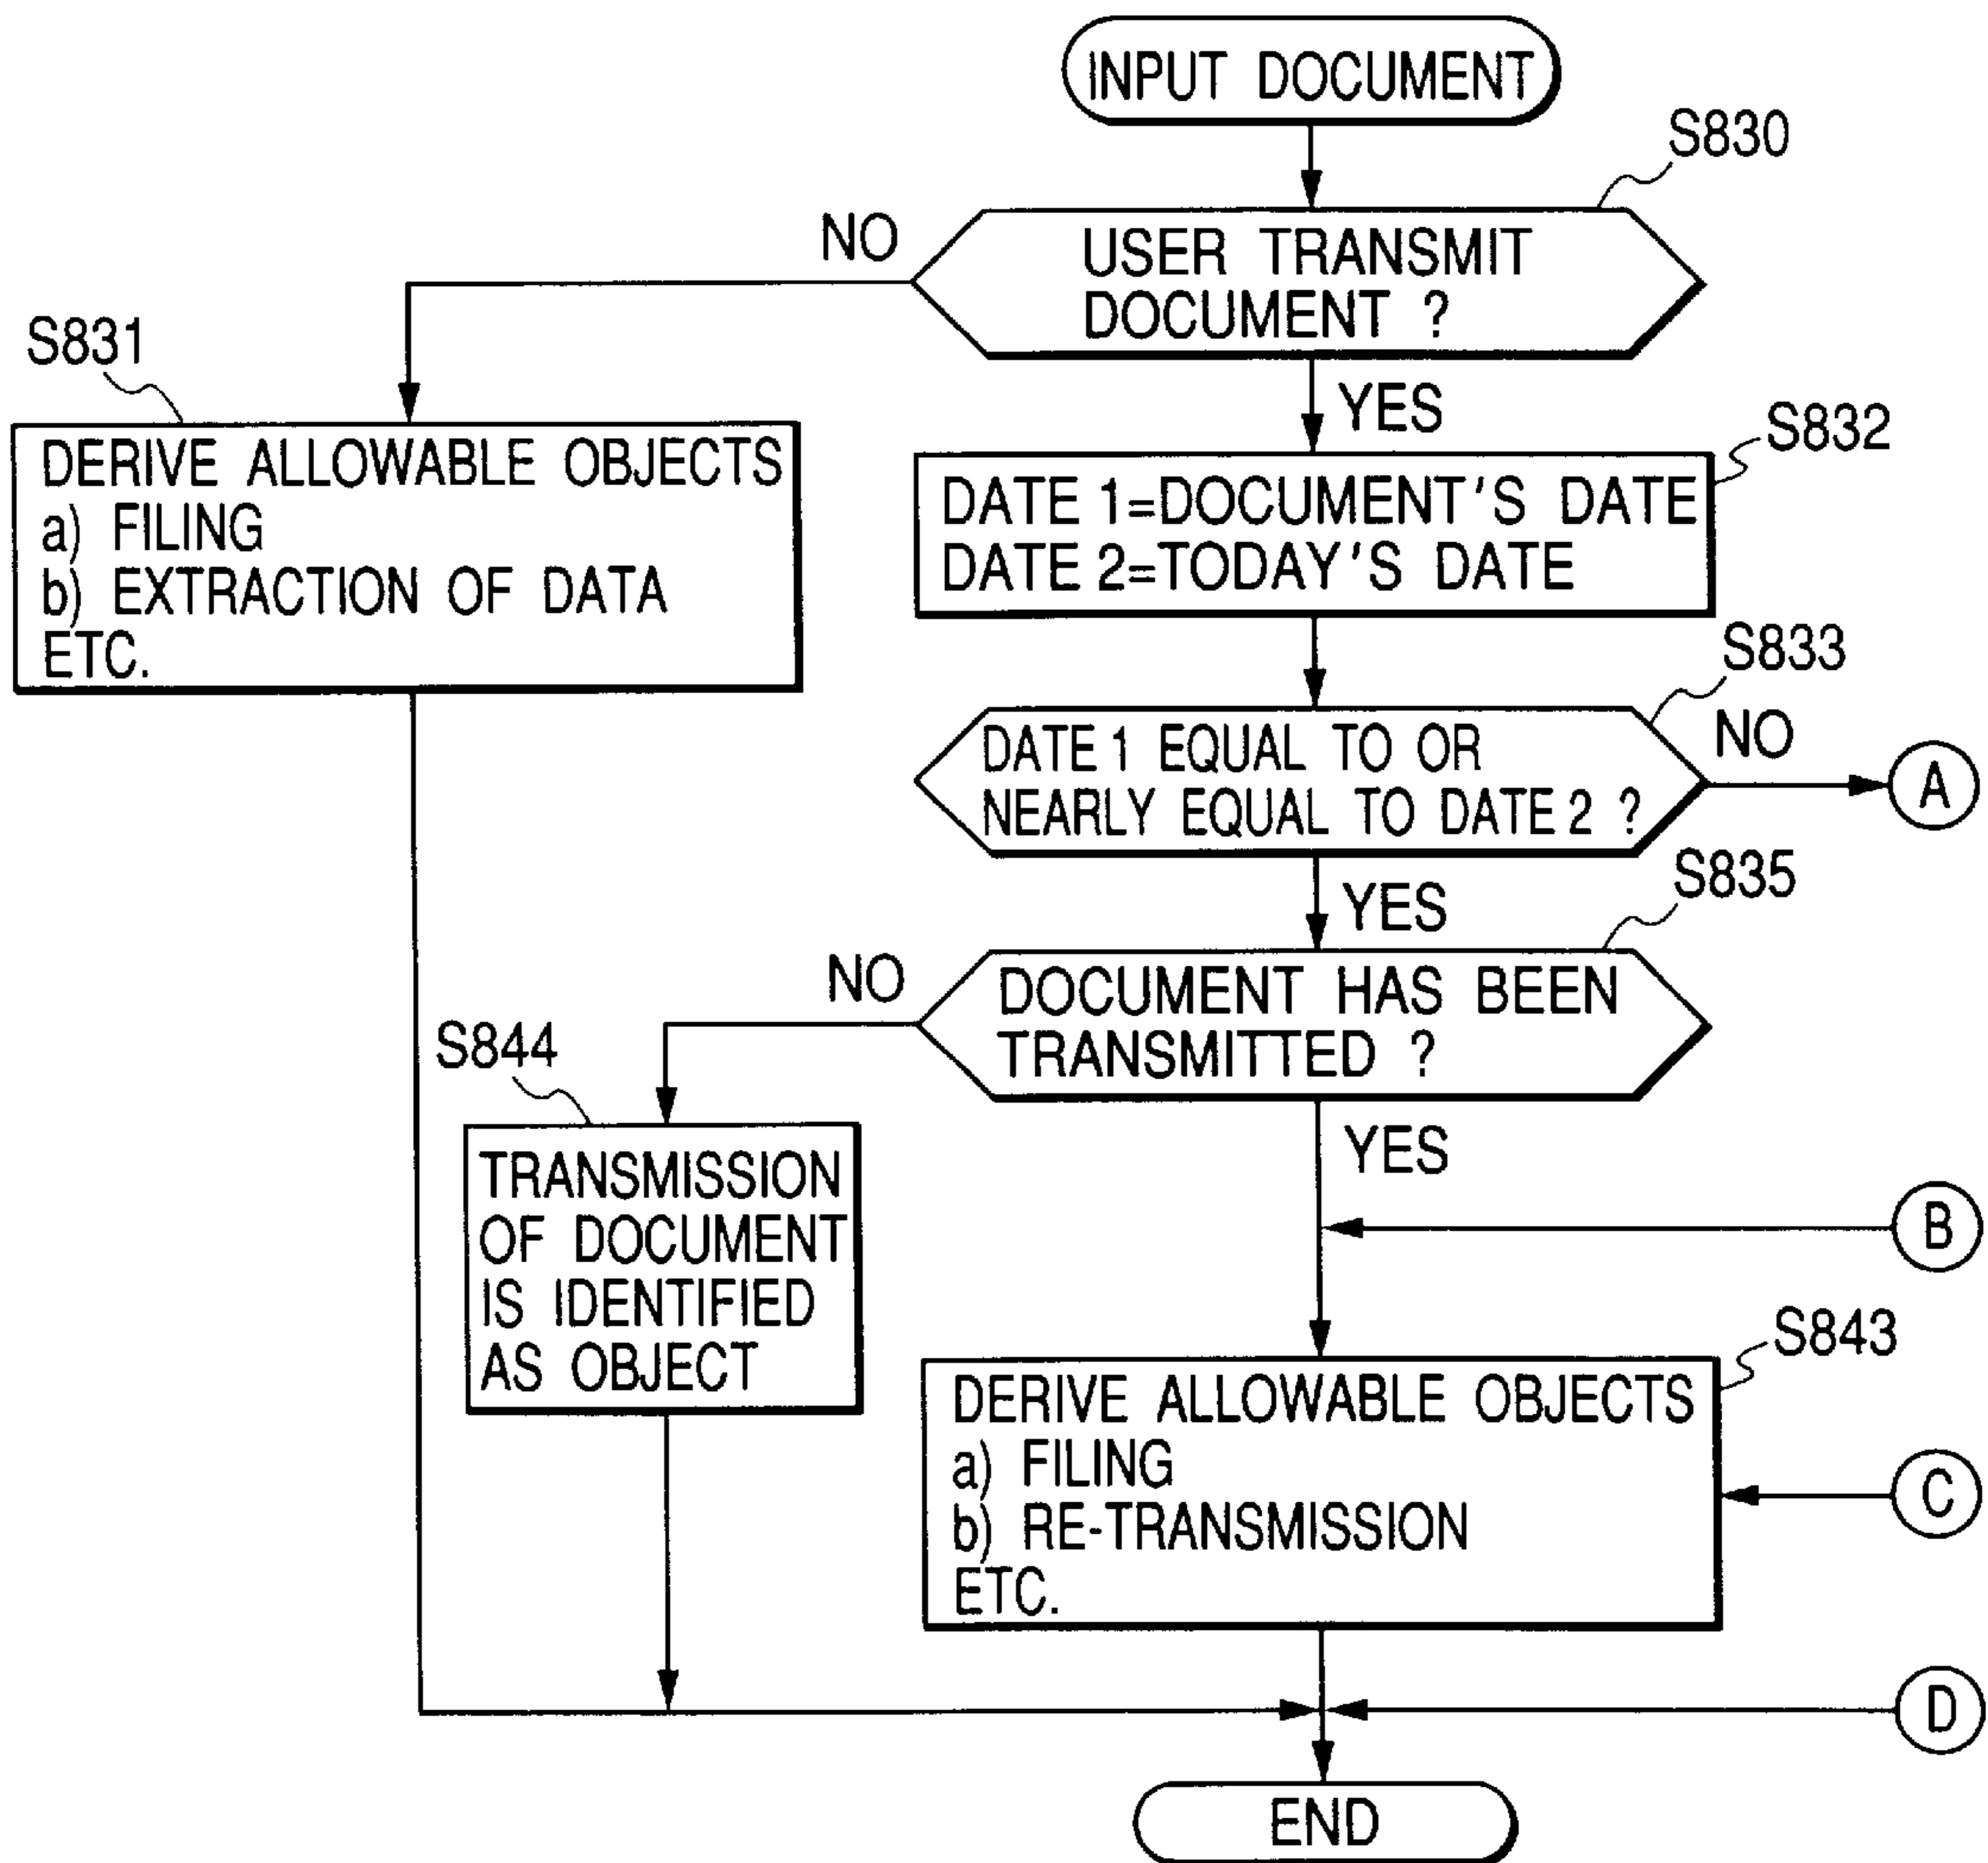 INPUT DOCUMENT
S830
NO
USER TRANSMIT
DOCUMENT ?
S831
YES
DERIVE ALLOWABLE OBJECTS
a) FILING
b) EXTRACTION OF DATA
ETC.
S832
DATE 1=DOCUMENT'S DATE
DATE 2=TODAY'S DATE
S833
DATE 1 EQUAL TO OR
NEARLY EQUAL TO DATE 2 ?
NO
A
YES
S835
NO
DOCUMENT HAS BEEN
TRANSMITTED ?
S844
YES
TRANSMISSION
OF DOCUMENT
IS IDENTIFIED
AS OBJECT
B
S843
DERIVE ALLOWABLE OBJECTS
a) FILING
b) RE-TRANSMISSION
ETC.
C
D
END